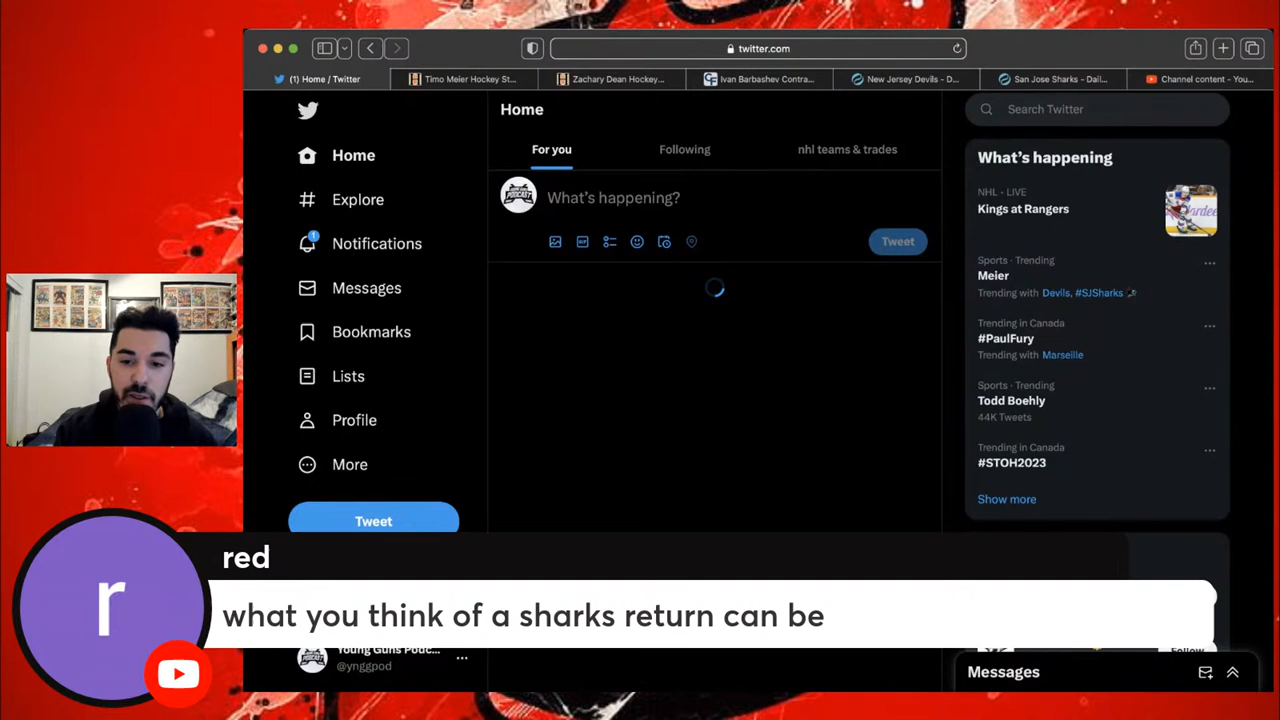 twitter.com
(1) Home / Twitter
Timo Meier Hockey St...
Zachary Dean Hockey...
Ivan Barbashev Contra...
New Jersey Devils - D...
San Jose Sharks - Dail...
Channel content - You...
Home
Explore
1
Notifications
Messages
Bookmarks
Lists
Profile
More
Tweet
Home
For you
Following
nhl teams & trades
What's happening?
GIF
Tweet
Search Twitter
What's happening
NHL · LIVE
Kings at Rangers
Sports · Trending
Meier
Trending with Devils, #SJSharks
Trending in Canada
#PaulFury
Trending with Marseille
Sports · Trending
Todd Boehly
44K Tweets
Trending in Canada
#STOH2023
Show more
r
red
what you think of a sharks return can be
Young Guns Podc...
@ynggpod
Follow
Messages